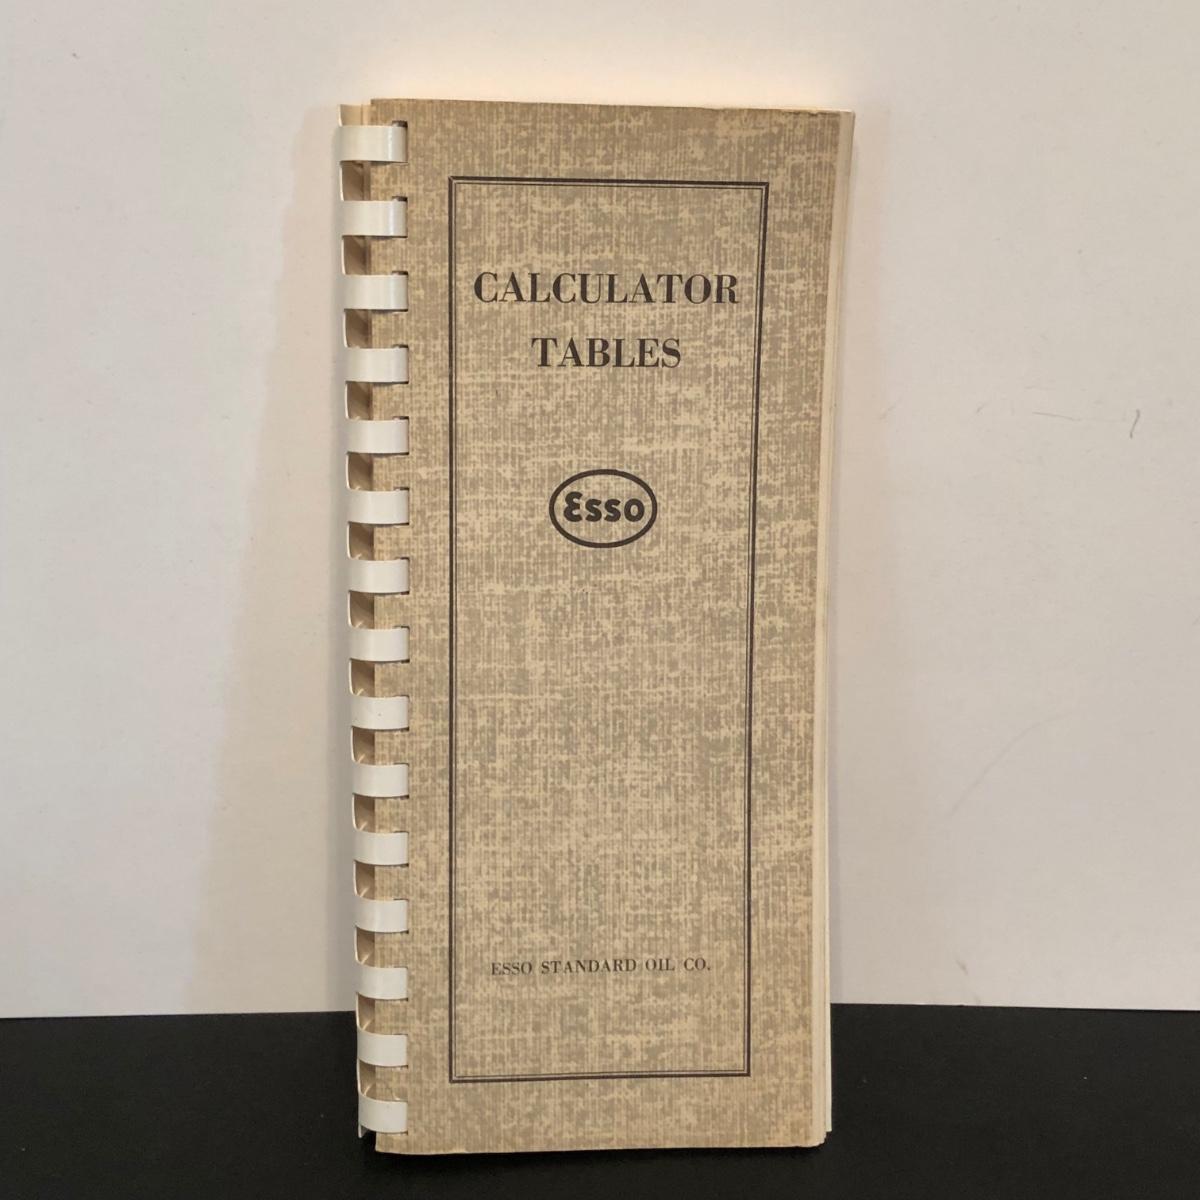 CALCULATOR
TABLES
Esso
ESSO STANDARD OIL CO.